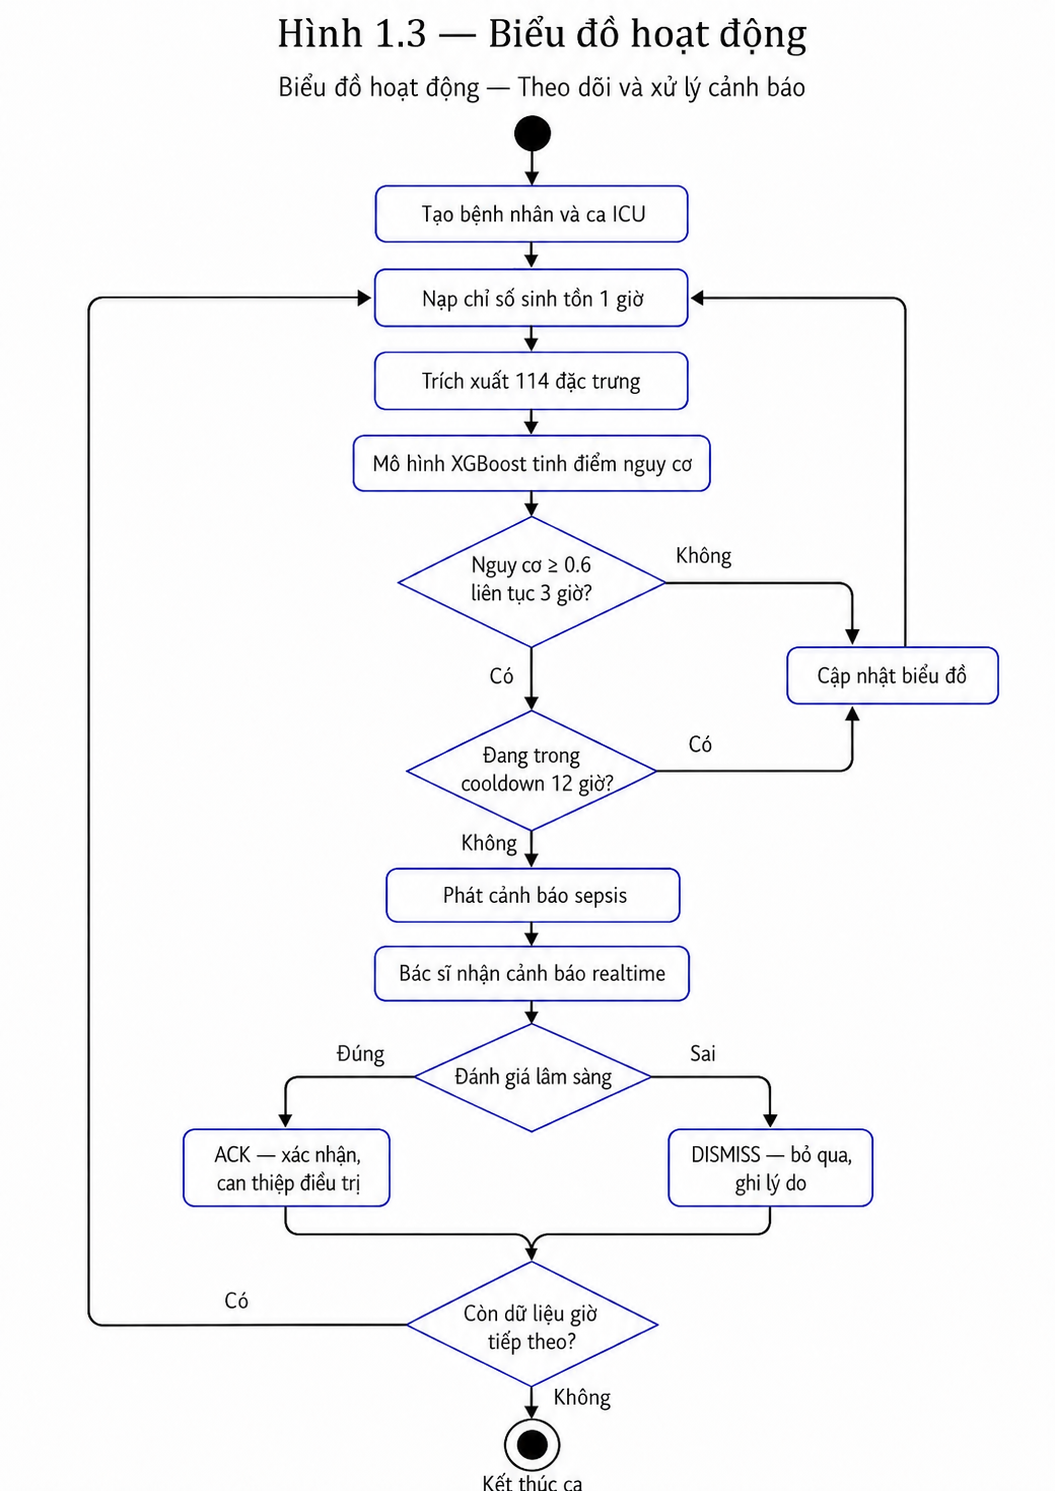 Hình 1.3 — Biểu đồ hoạt động
Biểu đồ hoạt động — Theo dõi và xử lý cảnh báo
Tạo bệnh nhân và ca ICU
Nạp chỉ số sinh tồn 1 giờ
Trích xuất 114 đặc trưng
Mô hình XGBoost tinh điểm nguy cơ
Nguy cơ ≥ 0.6
liên tục 3 giờ?
Không
Có
Cập nhật biểu đồ
Đang trong
cooldown 12 giờ?
Có
Không
Phát cảnh báo sepsis
Bác sĩ nhận cảnh báo realtime
Đúng
Đánh giá lâm sàng
Sai
ACK — xác nhận,
can thiệp điều trị
DISMISS — bỏ qua,
ghi lý do
Có
Còn dữ liệu giờ
tiếp theo?
Không
Kết thúc ca